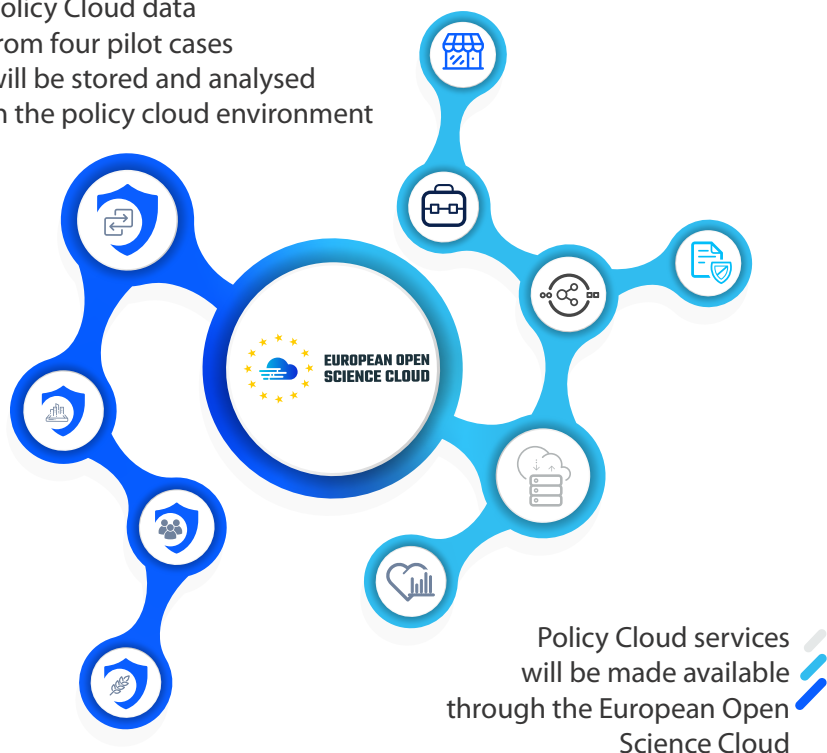 olicy Cloud data
rom four pilot cases
will be stored and analysed
n the policy cloud environment
EUROPEAN OPEN
SCIENCE CLOUD
Policy Cloud services
will be made available
through the European Open
Science Cloud